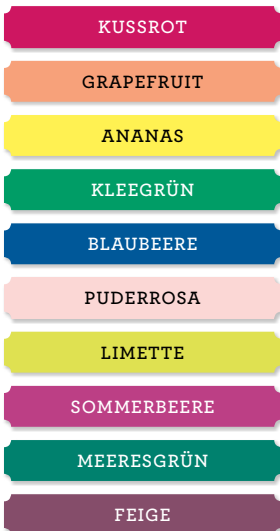 KUSSROT
GRAPEFRUIT
ANANAS
KLEEGRÜN
BLAUBEERE
PUDERROSA
LIMETTE
SOMMERBEERE
MEERESGRÜN
FEIGE